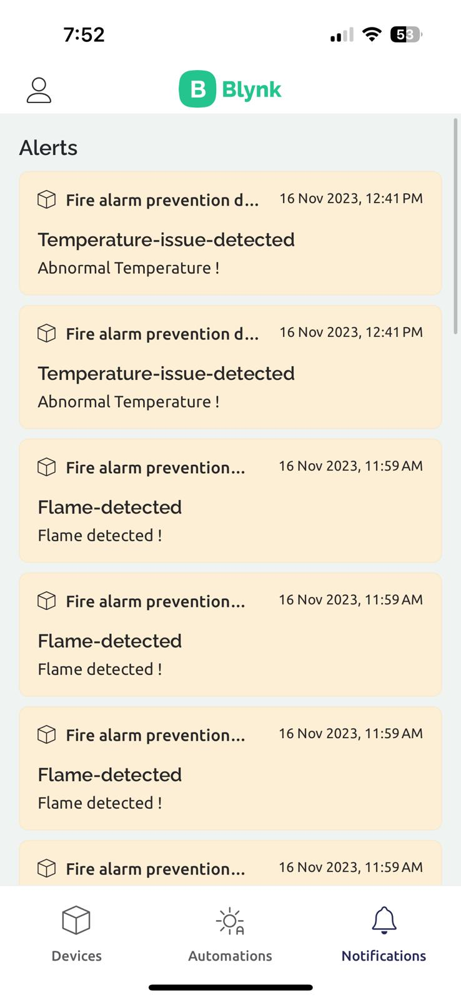 7:52
53
B Blynk
Alerts
Fire alarm prevention d... 16 Nov 2023, 12:41 PM
Temperature-issue-detected
Abnormal Temperature !
Fire alarm prevention d... 16 Nov 2023, 12:41 PM
Temperature-issue-detected
Abnormal Temperature !
Fire alarm prevention... 16 Nov 2023, 11:59 AM
Flame-detected
Flame detected !
Fire alarm prevention... 16 Nov 2023, 11:59 AM
Flame-detected
Flame detected !
Fire alarm prevention... 16 Nov 2023, 11:59 AM
Flame-detected
Flame detected !
Fire alarm prevention... 16 Nov 2023, 11:59 AM
Devices Automations Notifications